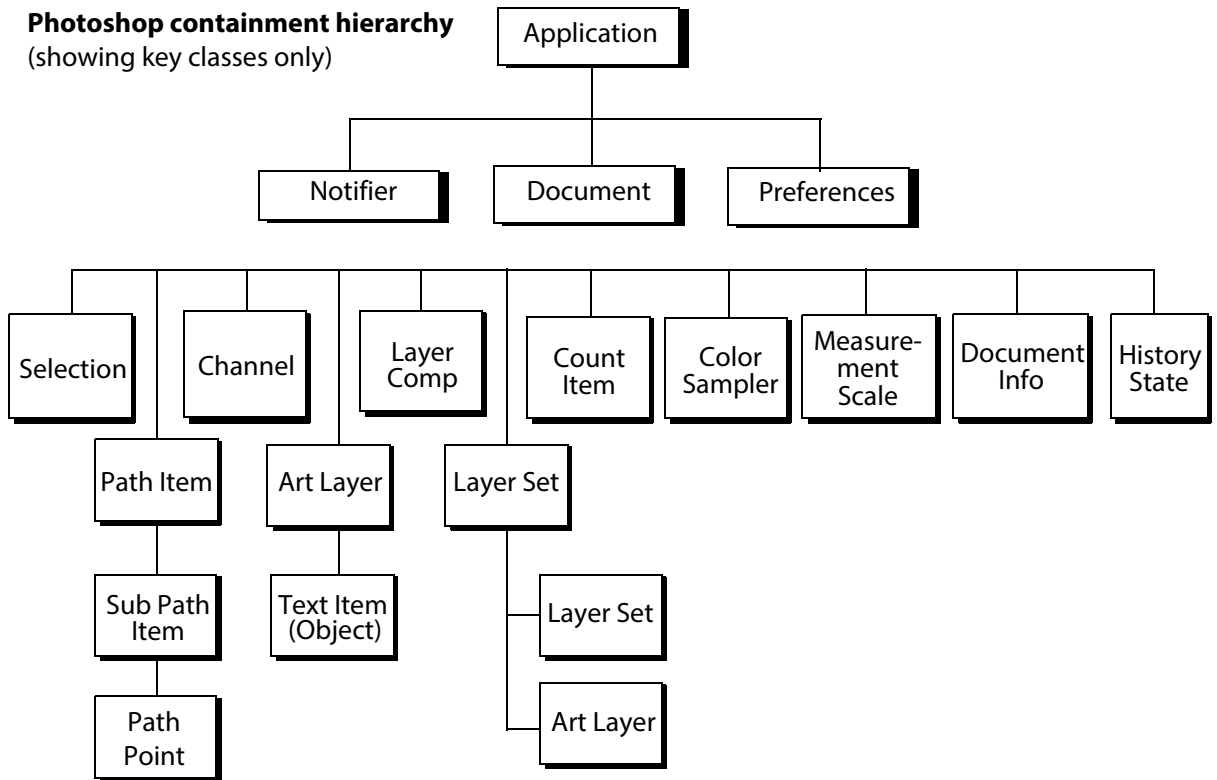 Photoshop containment hierarchy
(showing key classes only)
Application
Notifier
Document
Preferences
Selection
Channel
Layer
Comp
Count
Item
Color
Sampler
Measure-
ment
Scale
Document
Info
History
State
Path Item
Art Layer
Layer Set
Sub Path
Item
Text Item
(Object)
Layer Set
Path
Point
Art Layer